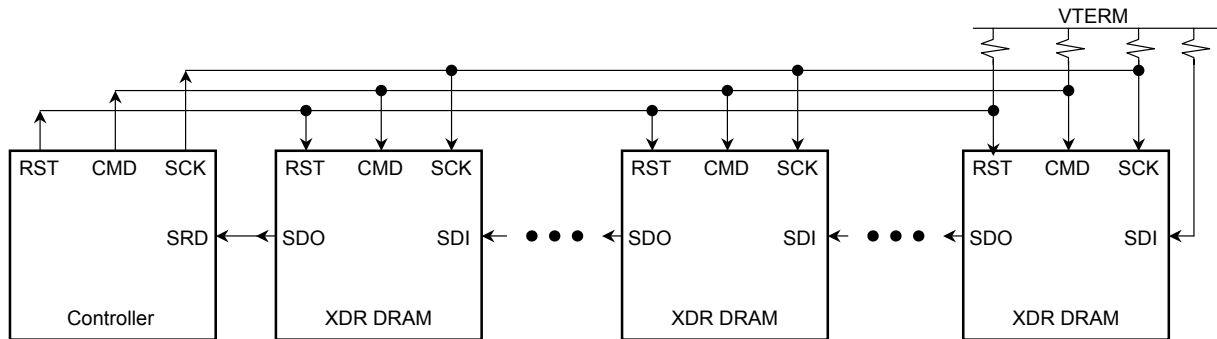 VTERM
RST CMD SCK RST CMD SCK RST CMD SCK RST CMD SCK
SRD SDO SDI SDO SDI SDO SDI
Controller XDR DRAM XDR DRAM XDR DRAM